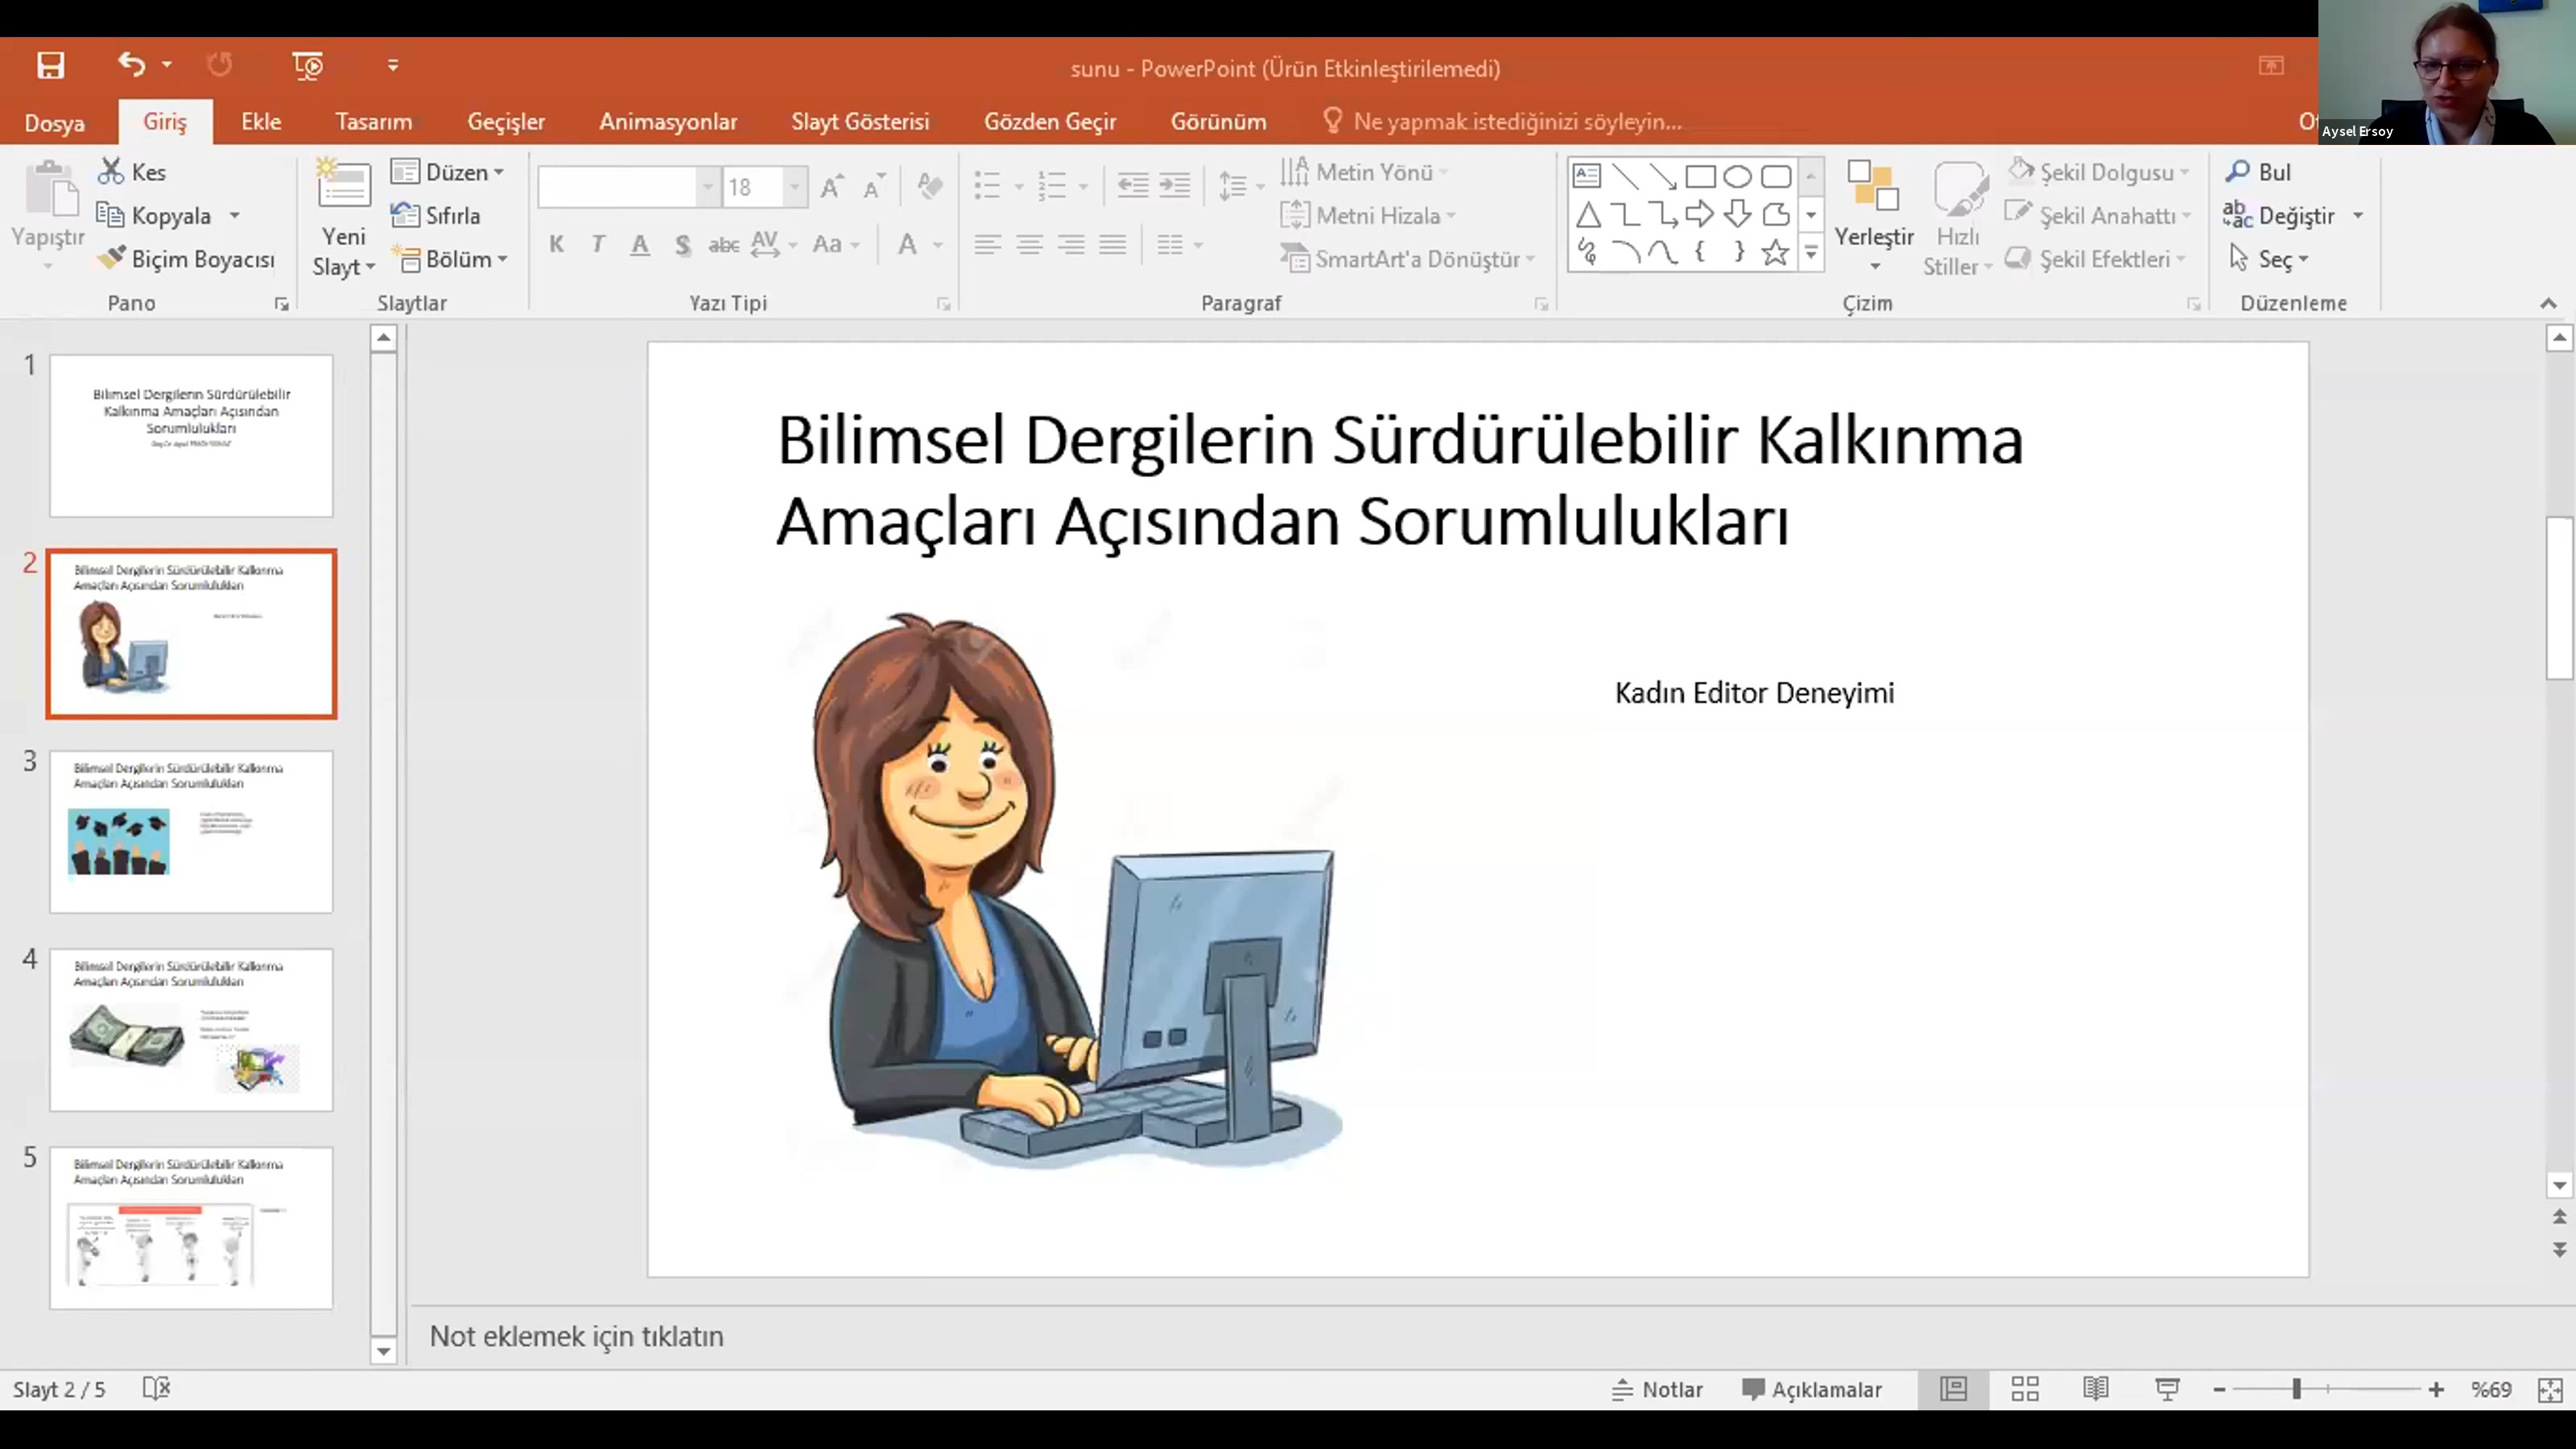 sunu - PowerPoint (Ürün Etkinleştirilemedi)
Dosya Giriş Ekle Tasarım Geçişler Animasyonlar Slayt Gösterisi Gözden Geçir Görünüm Ne yapmak istediğinizi söyleyin...
Aysel Ersoy
Yapıştır
Kes
Kopyala
Biçim Boyacısı
Pano
Yeni
Slayt
Düzen
Sıfırla
Bölüm
Slaytlar
18
K T A S abc AV Aa A
Yazı Tipi
Metin Yönü
Metni Hizala
SmartArt'a Dönüştür
Paragraf
Yerleştir
Hızlı
Stiller
Şekil Dolgusu
Şekil Anahattı
Şekil Efektleri
Çizim
Bul
Değiştir
Seç
Düzenleme
1
Bilimsel Dergilerin Sürdürülebilir
Kalkınma Amaçları Açısından
Sorumlulukları
2
Bilimsel Dergilerin Sürdürülebilir Kalkınma
Amaçları Açısından Sorumlulukları
3
Bilimsel Dergilerin Sürdürülebilir Kalkınma
Amaçları Açısından Sorumlulukları
4
Bilimsel Dergilerin Sürdürülebilir Kalkınma
Amaçları Açısından Sorumlulukları
5
Bilimsel Dergilerin Sürdürülebilir Kalkınma
Amaçları Açısından Sorumlulukları
Bilimsel Dergilerin Sürdürülebilir Kalkınma
Amaçları Açısından Sorumlulukları
Kadın Editor Deneyimi
Not eklemek için tıklatın
Slayt 2 / 5
Notlar
Açıklamalar
%69